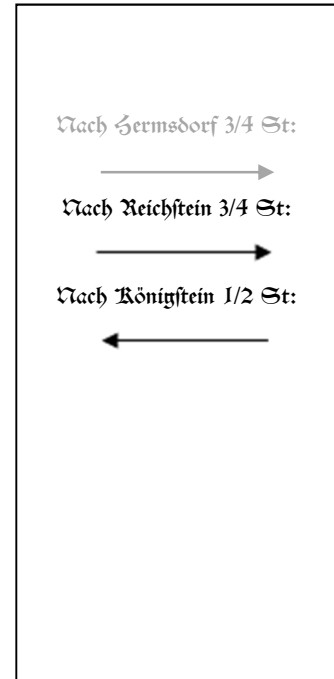 Nach Hermsdorf 3/4 St:
Nach Reichſtein 3/4 St:
Nach Königſtein 1/2 St: